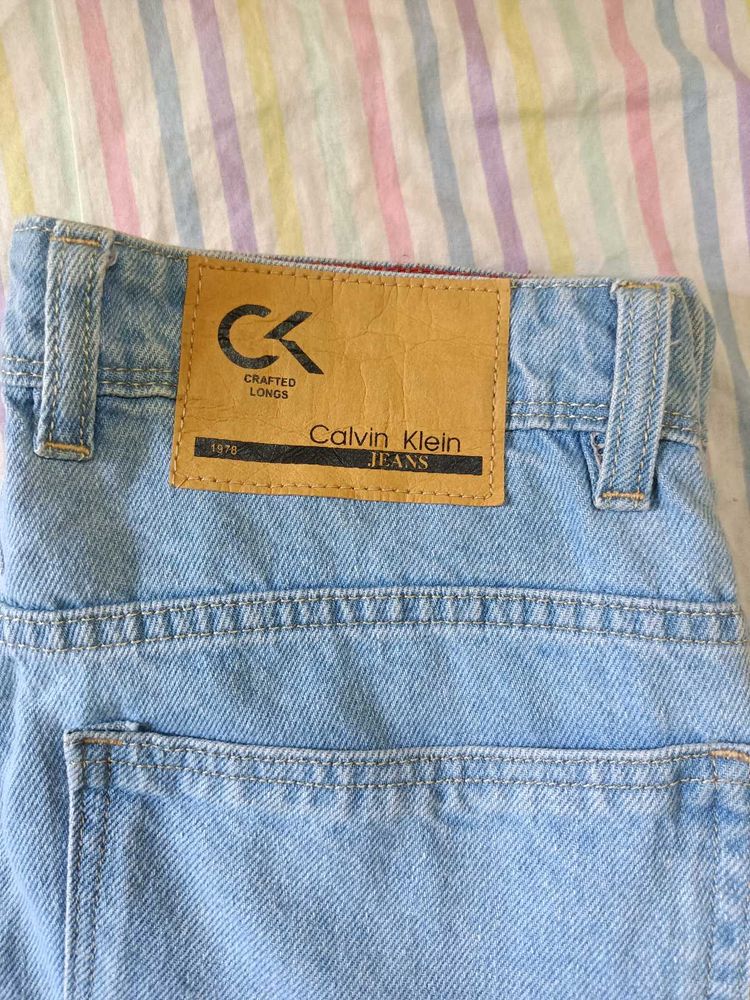 CK
CRAFTED
LONGS
Calvin Klein
1978 JEANS